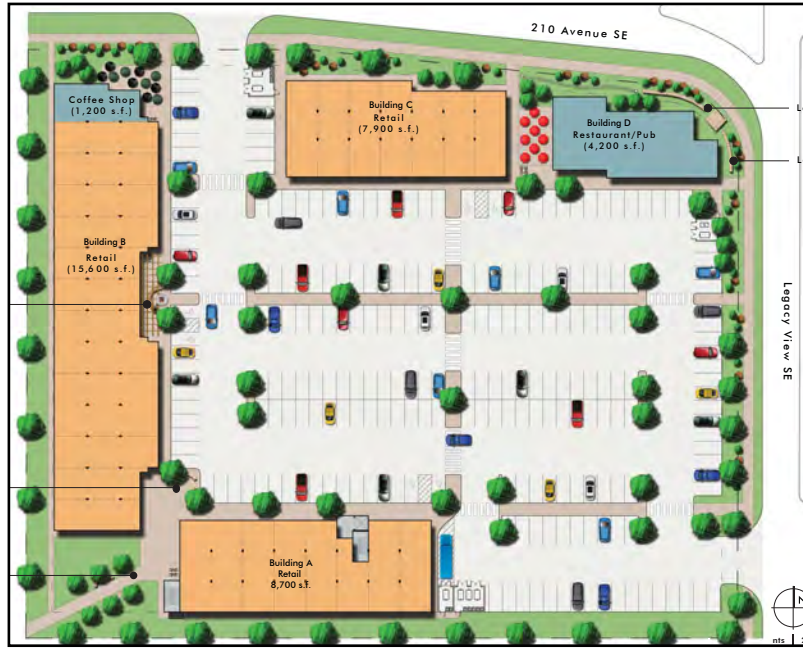 210 Avenue SE
Coffee Shop
(1,200 s.f.)
Building C
Retail
(7,900 s.f.)
Building D
Restaurant/Pub
(4,200 s.f.)
L
L
Building B
Retail
(15,600 s.f.)
Legacy View SE
Building A
Retail
8,700 s.f.
N
nts